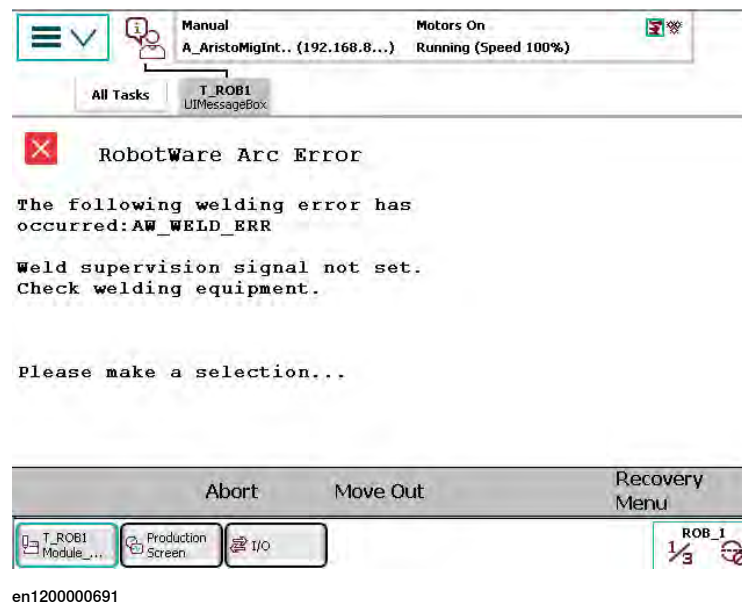 Manual
Motors On
A_AristoMigInt.. (192.168.8...)
Running (Speed 100%)
All Tasks
T_ROB1
UIMessageBox
RobotWare Arc Error
The following welding error has
occurred:AW_WELD_ERR
Weld supervision signal not set.
Check welding equipment.
Please make a selection...
Abort
Move Out
Recovery
Menu
T_ROB1
Module_...
Production
Screen
I/O
ROB_1
1/3
en1200000691